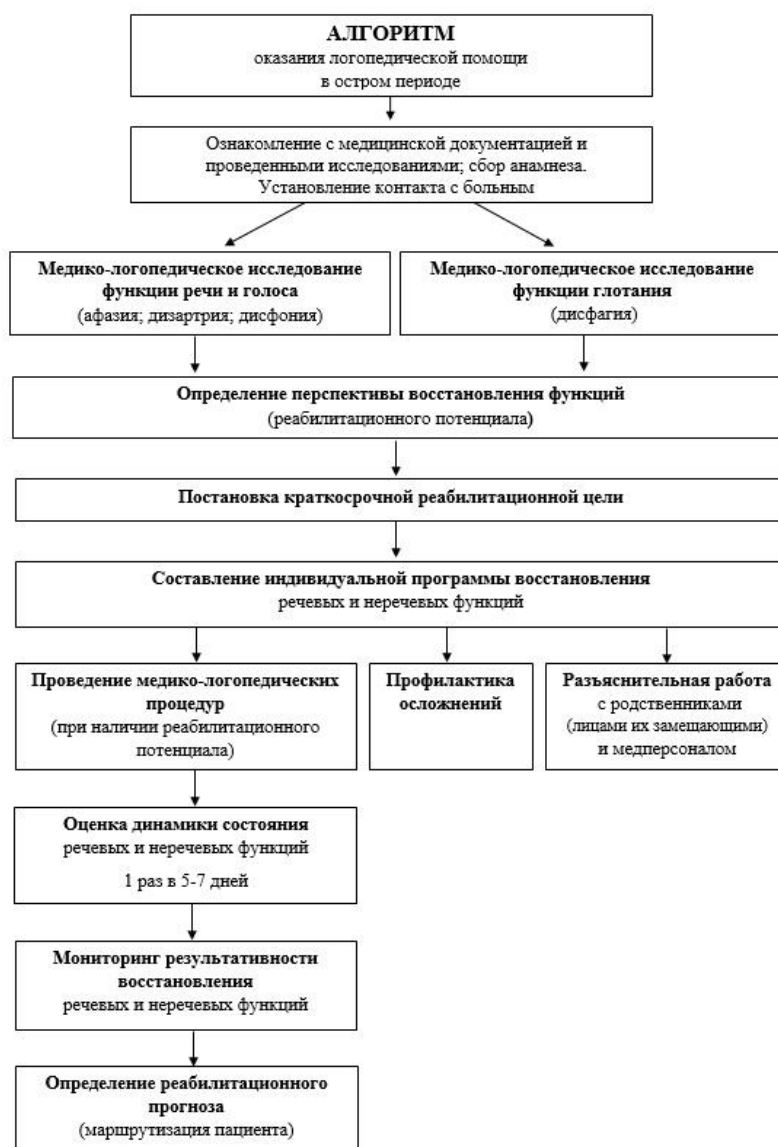 АЛГОРИТМ
оказания логопедической помощи
в остром периоде
Ознакомление с медицинской документацией и
проведенными исследованиями; сбор анамнеза.
Установление контакта с больным
Медико-логопедическое исследование
функции речи и голоса
(афазия; дизартрия; дисфония)
Медико-логопедическое исследование
функции глотания
(дисфагия)
Определение перспективы восстановления функций
(реабилитационного потенциала)
Постановка краткосрочной реабилитационной цели
Составление индивидуальной программы восстановления
речевых и неречевых функций
Проведение медико-логопедических
процедур
(при наличии реабилитационного
потенциала)
Профилактика
осложнений
Разъяснительная работа
с родственниками
(лицами их замещающими)
и медперсоналом
Оценка динамики состояния
речевых и неречевых функций
1 раз в 5-7 дней
Мониторинг результативности
восстановления
речевых и неречевых функций
Определение реабилитационного
прогноза
(маршрутизация пациента)